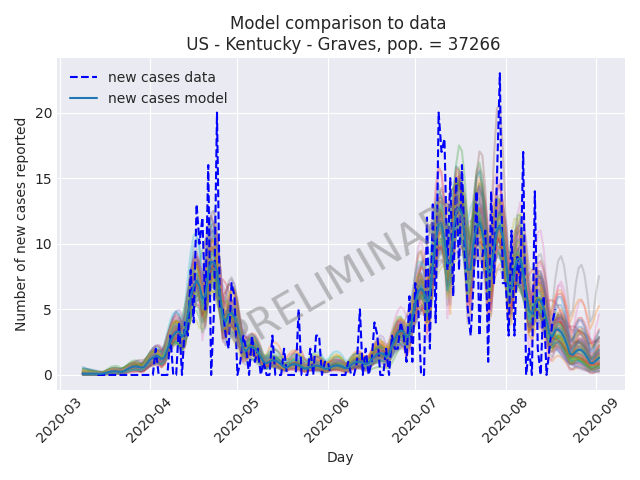 Model comparison to data
US - Kentucky - Graves, pop. = 37266
new cases data
new cases model
Number of new cases reported
20
15
10
5
0
PRELIMINARY
2020-03
2020-04
2020-05
2020-06
2020-07
2020-08
2020-09
Day